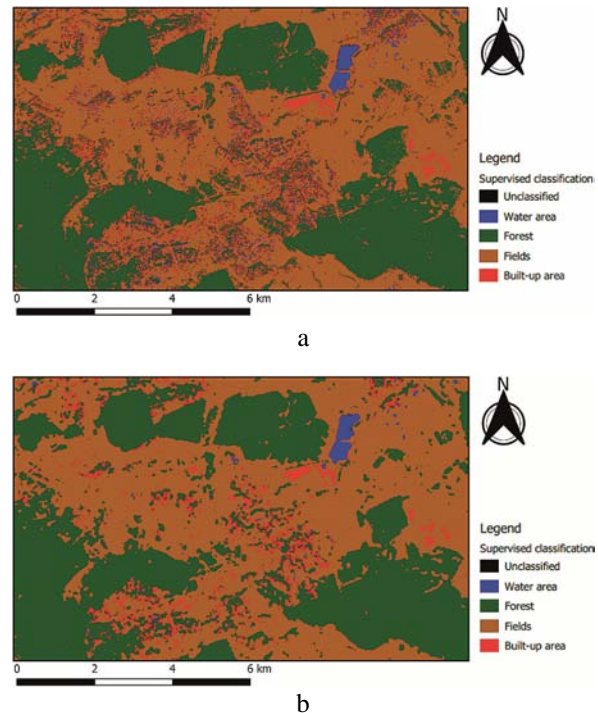 N
Legend
Supervised classification
Unclassified
Water area
Forest
Fields
Built-up area
0 2 4 6 km
a
N
Legend
Supervised classification
Unclassified
Water area
Forest
Fields
Built-up area
0 2 4 6 km
b